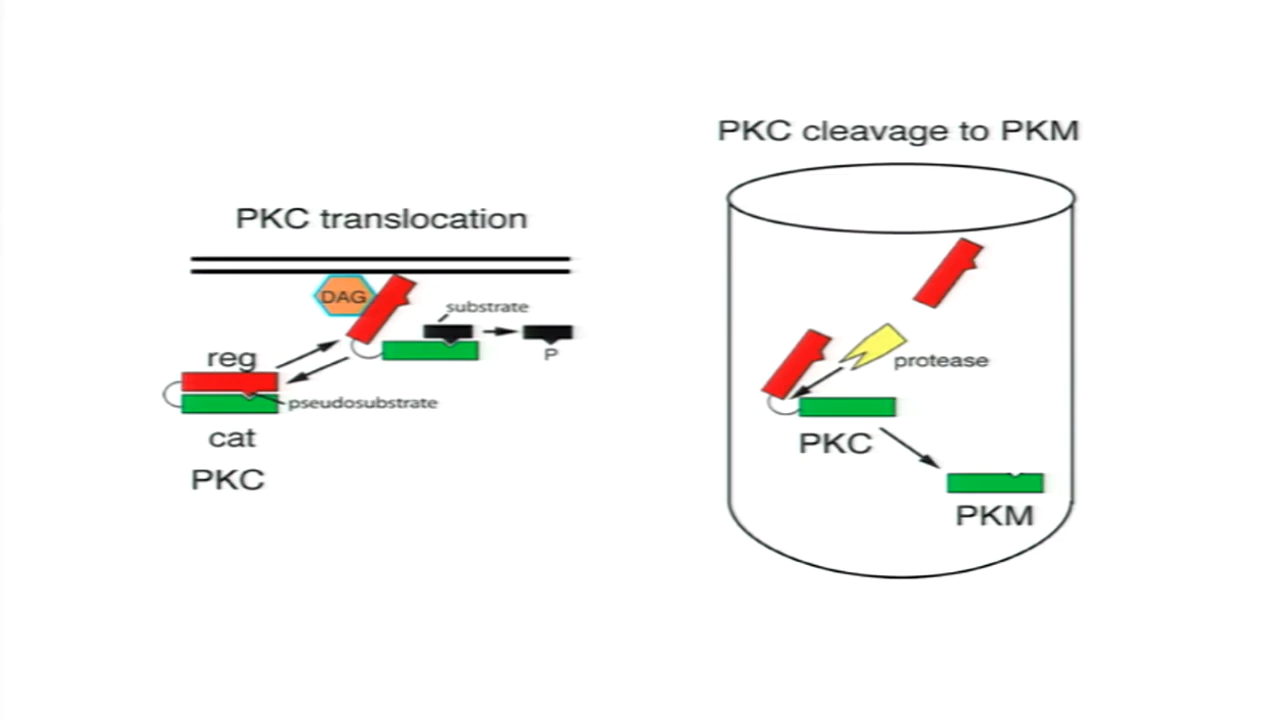 PKC translocation
DAG
substrate
P
reg
pseudosubstrate
cat
PKC
PKC cleavage to PKM
protease
PKC
PKM